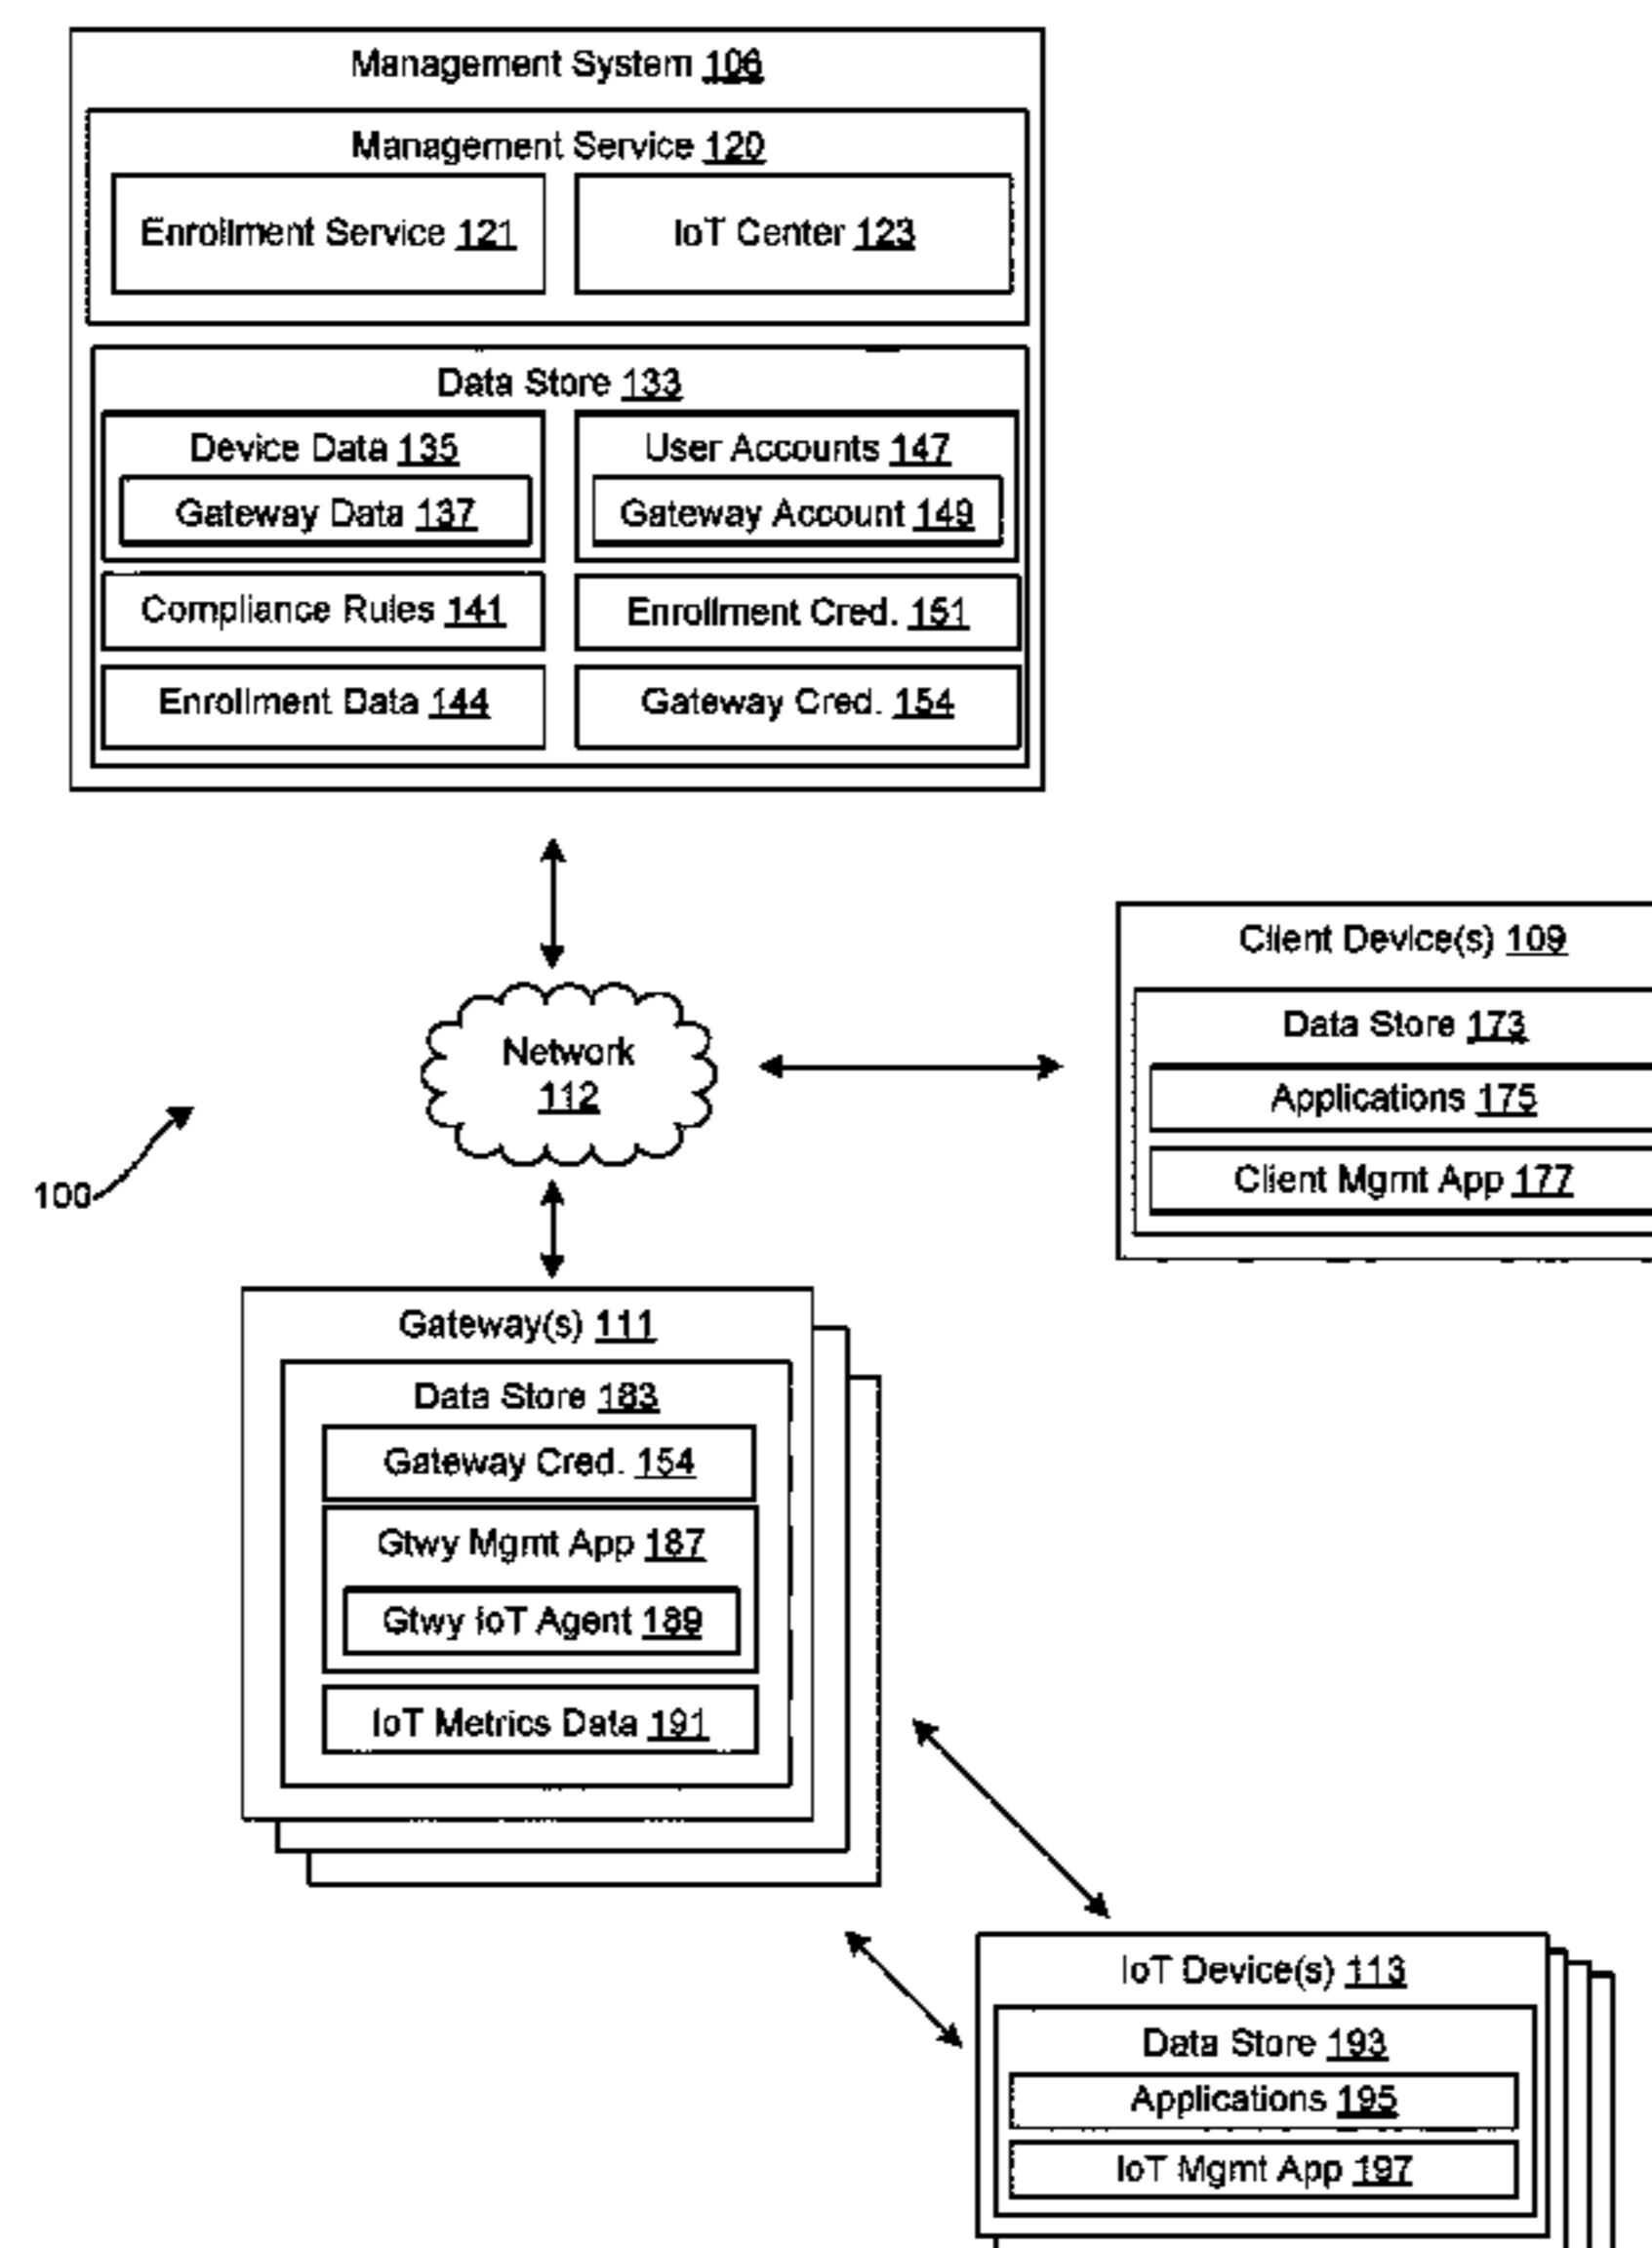 Management System 106
Management Service 120
Enrollment Service 121
IoT Center 123
Data Store 133
Device Data 135
Gateway Data 137
User Accounts 147
Gateway Account 149
Compliance Rules 141
Enrollment Cred. 151
Enrollment Data 144
Gateway Cred. 154
Network
112
Client Device(s) 109
Data Store 173
Applications 175
Client Mgmt App 177
100
Gateway(s) 111
Data Store 183
Gateway Cred. 154
Gtwy Mgmt App 187
Gtwy IoT Agent 189
IoT Metrics Data 191
IoT Device(s) 113
Data Store 193
Applications 195
IoT Mgmt App 197